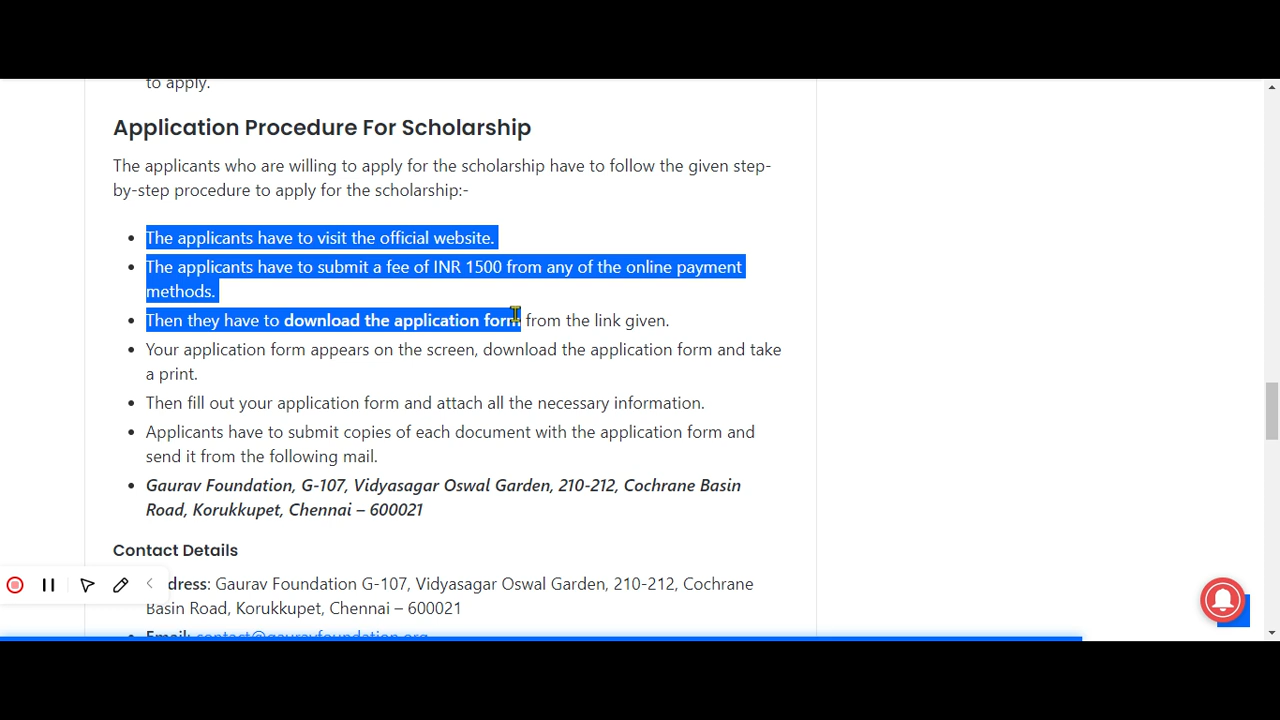 to apply.
Application Procedure For Scholarship
The applicants who are willing to apply for the scholarship have to follow the given step-
by-step procedure to apply for the scholarship:-
• The applicants have to visit the official website.
• The applicants have to submit a fee of INR 1500 from any of the online payment
methods.
• Then they have to download the application form from the link given.
• Your application form appears on the screen, download the application form and take
a print.
• Then fill out your application form and attach all the necessary information.
• Applicants have to submit copies of each document with the application form and
send it from the following mail.
• Gaurav Foundation, G-107, Vidyasagar Oswal Garden, 210-212, Cochrane Basin
Road, Korukkupet, Chennai – 600021
Contact Details
dress: Gaurav Foundation G-107, Vidyasagar Oswal Garden, 210-212, Cochrane
Basin Road, Korukkupet, Chennai – 600021
Email: contact@gauravfoundation.org